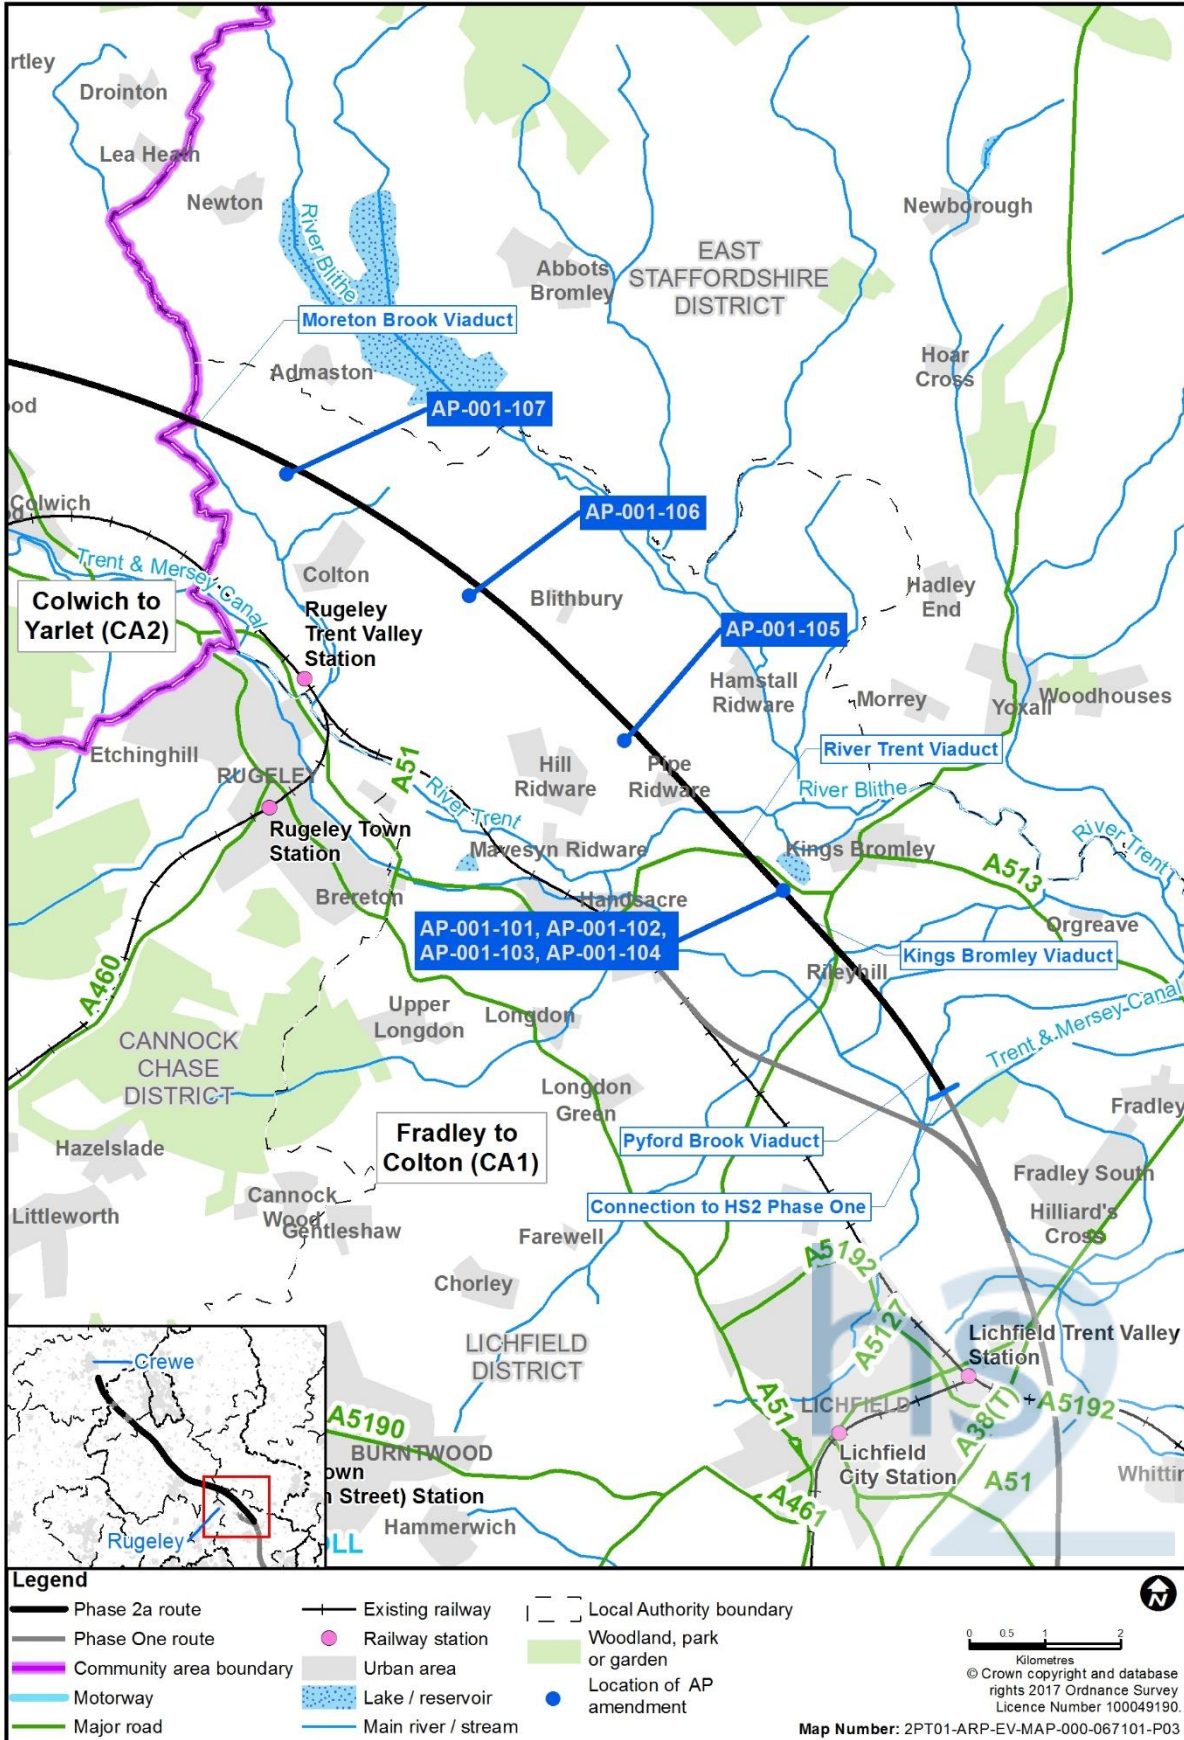 rtley
Drointon
Lea Heath
Newton
River Blithe
Newborough
EAST
STAFFORDSHIRE
DISTRICT
Abbots
Bromley
Moreton Brook Viaduct
Hoar
Cross
Admaston
ood
AP-001-107
Colwich
AP-001-106
Trent & Mersey Canal
Colton
Blithbury
Hadley
End
Colwich to
Yarlet (CA2)
Rugeley
Trent Valley
Station
AP-001-105
Hamstall
Ridware
Morrey
Woodhouses
Yoxall
Etchinghill
RUGELEY
A51
Hill
Ridware
Pipe
Ridware
River Trent Viaduct
River Blithe
River Trent
Rugeley Town
Station
Mavesyn Ridware
Kings Bromley
River Trent
A513
Brereton
Handsacre
AP-001-101, AP-001-102,
AP-001-103, AP-001-104
Orgreave
Kings Bromley Viaduct
A460
Rileyhill
Upper
Longdon
Longdon
Trent & Mersey Canal
CANNOCK
CHASE
DISTRICT
Longdon
Green
Fradley
Fradley to
Colton (CA1)
Pyford Brook Viaduct
Hazelslade
Fradley South
Cannock
Wood
Gentleshaw
Connection to HS2 Phase One
Hilliard's
Cross
Littleworth
Farewell
A5192
Chorley
A5127
hs2
LICHFIELD
DISTRICT
Lichfield Trent Valley
Station
Crewe
A51
LICHFIELD
A38(T)
A5192
A5190
BURNTWOOD
Lichfield
City Station
A51
Whittin
own
n Street) Station
A461
Rugeley
Hammerwich
OLL
Legend
Phase 2a route
Phase One route
Community area boundary
Motorway
Major road
Existing railway
Railway station
Urban area
Lake / reservoir
Main river / stream
Local Authority boundary
Woodland, park
or garden
Location of AP
amendment
N
0 0.5 1 2
Kilometres
© Crown copyright and database
rights 2017 Ordnance Survey
Licence Number 100049190.
Map Number: 2PT01-ARP-EV-MAP-000-067101-P03